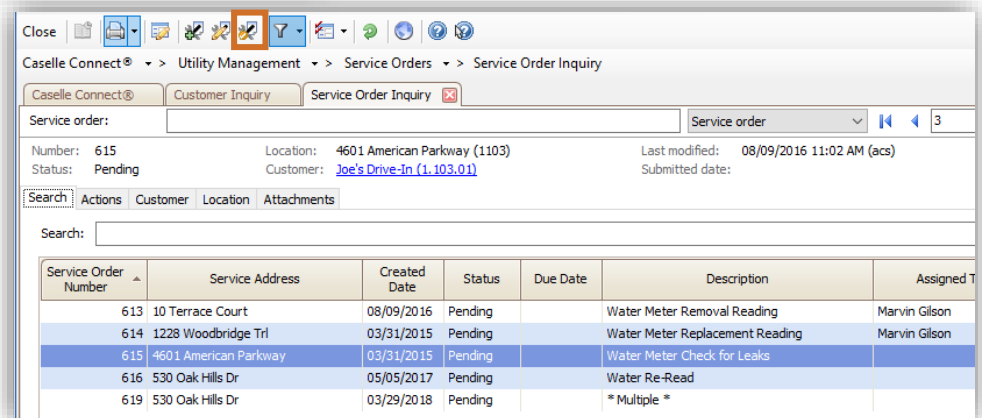 Close
Caselle Connect® > Utility Management > Service Orders > Service Order Inquiry
Caselle Connect® Customer Inquiry Service Order Inquiry
Service order: Service order 3
Number: 615 Location: 4601 American Parkway (1103) Last modified: 08/09/2016 11:02 AM (acs)
Status: Pending Customer: Joe's Drive-In (1.103.01) Submitted date:
Search Actions Customer Location Attachments
Search:
Service Order Number Service Address Created Date Status Due Date Description Assigned T
613 10 Terrace Court 08/09/2016 Pending Water Meter Removal Reading Marvin Gilson
614 1228 Woodbridge Trl 03/31/2015 Pending Water Meter Replacement Reading Marvin Gilson
615 4601 American Parkway 03/31/2015 Pending Water Meter Check for Leaks
616 530 Oak Hills Dr 05/05/2017 Pending Water Re-Read
619 530 Oak Hills Dr 03/29/2018 Pending * Multiple *